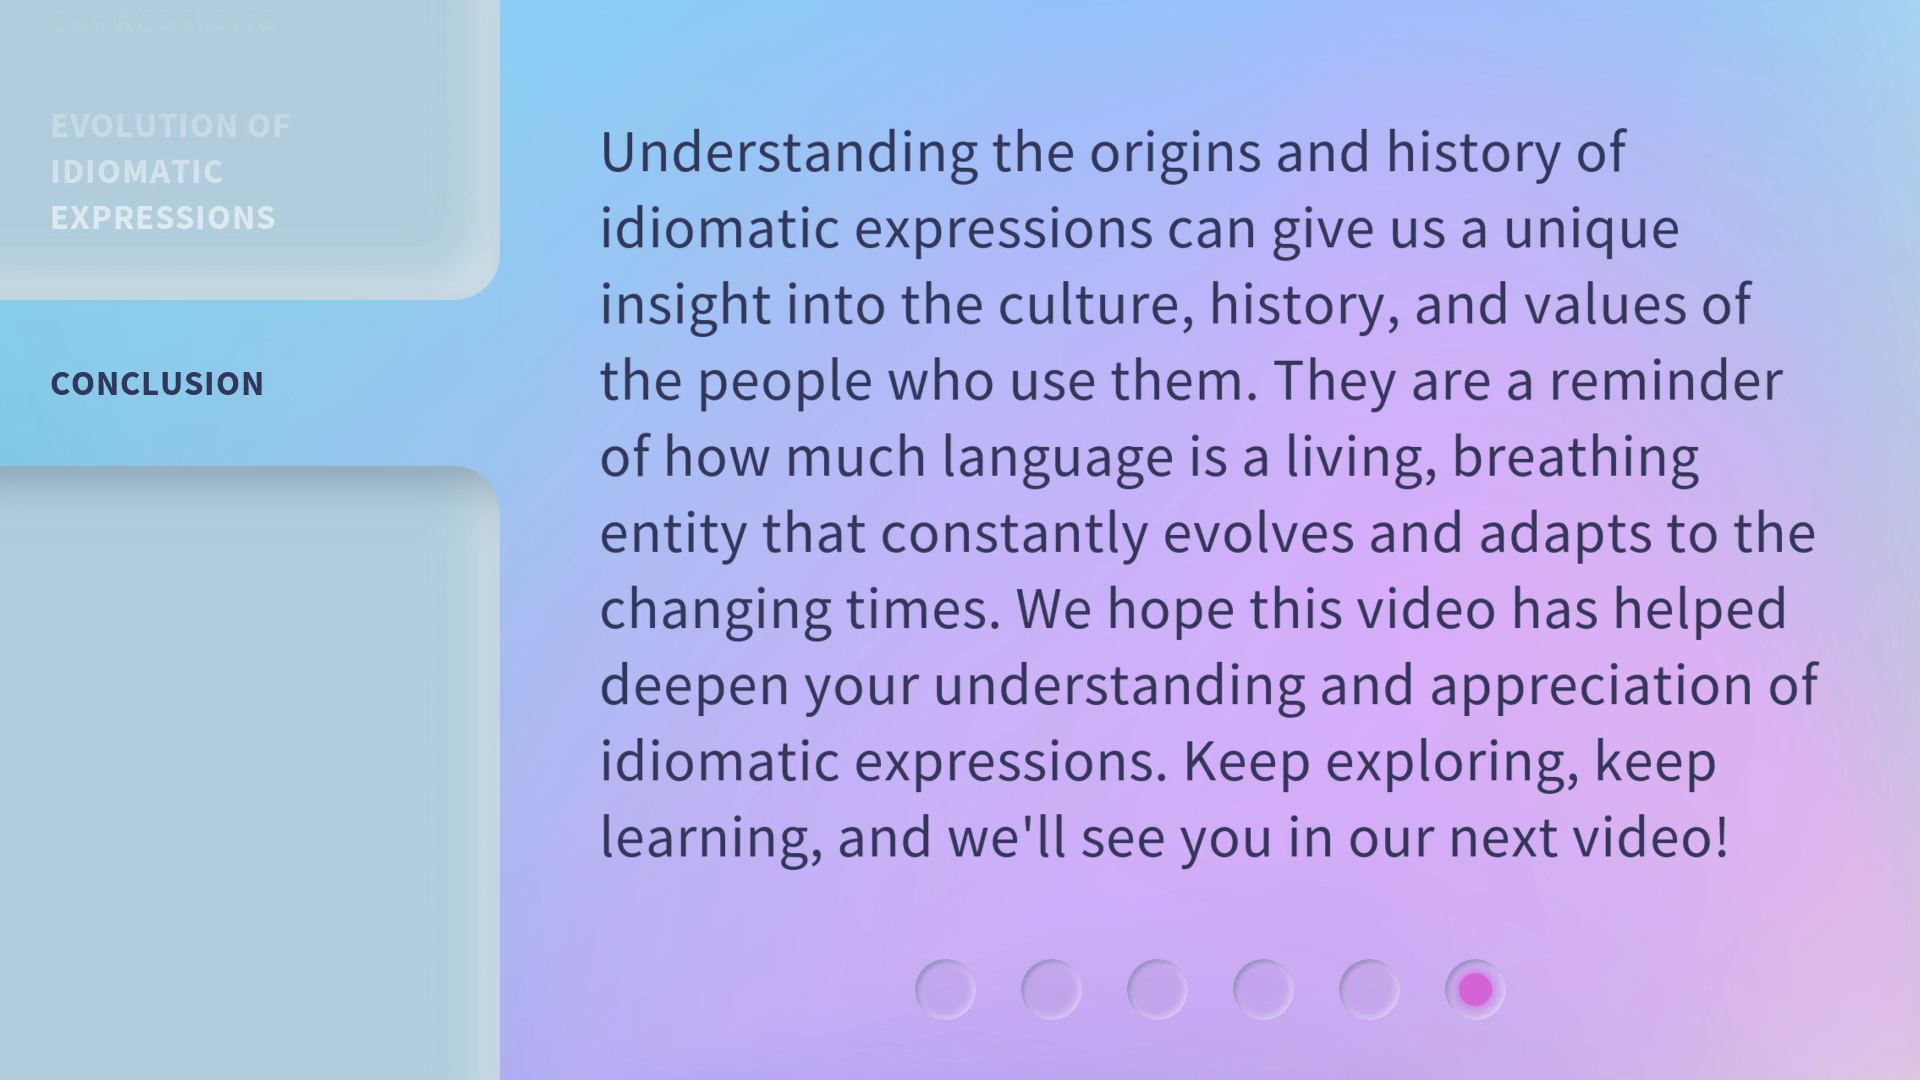 EXPRESSIONS
EVOLUTION OF
IDIOMATIC
EXPRESSIONS
CONCLUSION
Understanding the origins and history of
idiomatic expressions can give us a unique
insight into the culture, history, and values of
the people who use them. They are a reminder
of how much language is a living, breathing
entity that constantly evolves and adapts to the
changing times. We hope this video has helped
deepen your understanding and appreciation of
idiomatic expressions. Keep exploring, keep
learning, and we'll see you in our next video!